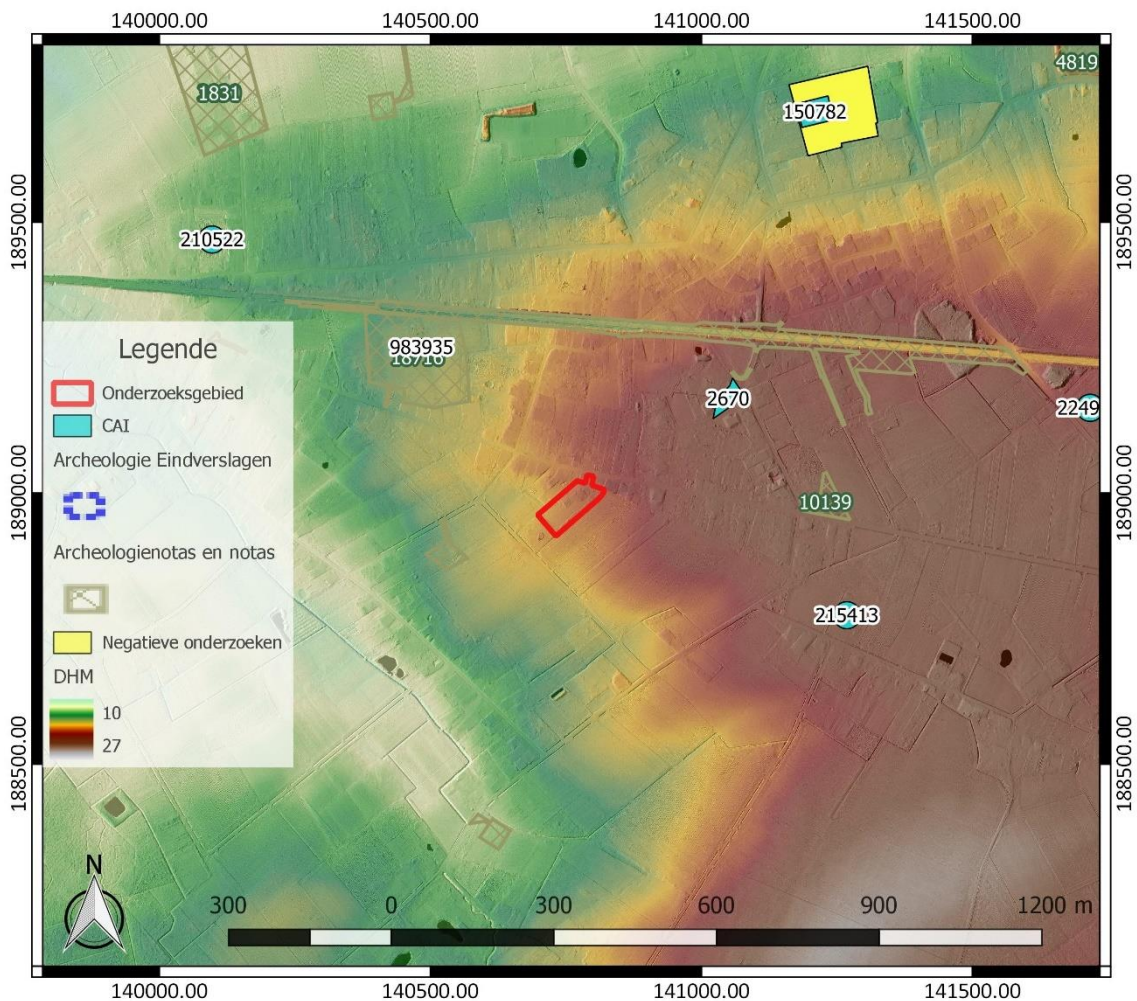 140000.00 140500.00 141000.00 141500.00
4819
1831
150782
189500.00
189500.00
210522
983935
16716
2670
2249
Legende
Onderzoeksgebied
CAI
Archeologie Eindverslagen
Archeologienotas en notas
Negatieve onderzoeken
DHM
10
27
189000.00
189000.00
10139
215413
188500.00
188500.00
N
300 0 300 600 900 1200 m
140000.00 140500.00 141000.00 141500.00